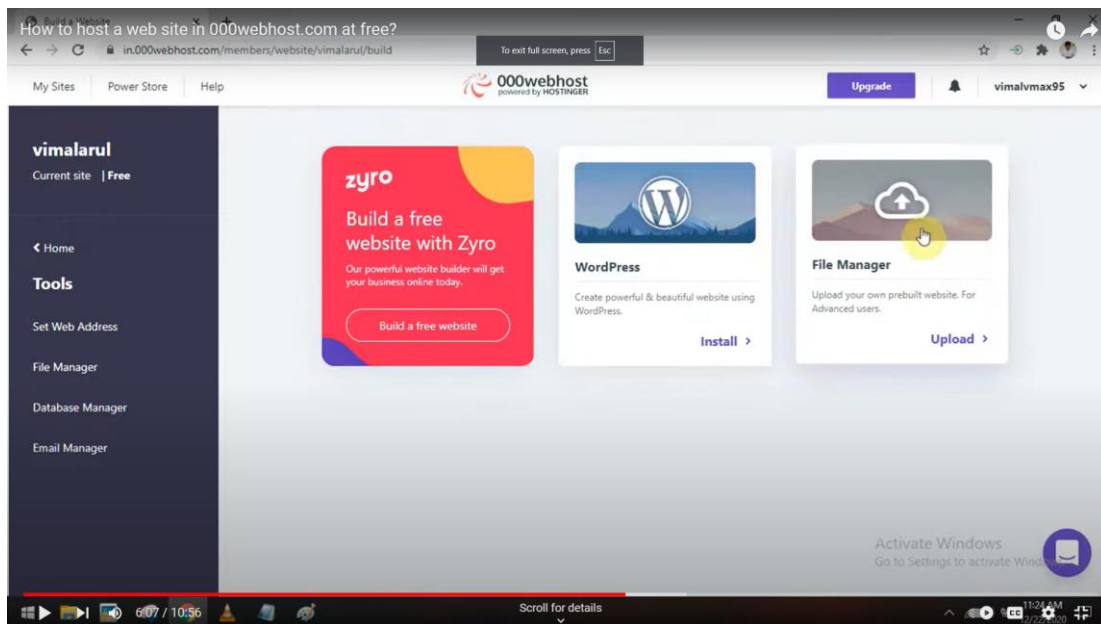 How to host a web site in 000webhost.com at free?
in.000webhost.com/members/website/vimalarul/build
To exit full screen, press Esc
My Sites Power Store Help
000webhost
powered by HOSTINGER
Upgrade
vimalvmax95
vimalarul
Current site | Free
Home
Tools
Set Web Address
File Manager
Database Manager
Email Manager
zyro
Build a free
website with Zyro
Our powerful website builder will get
your business online today.
Build a free website
WordPress
Create powerful & beautiful website using
WordPress.
Install >
File Manager
Upload your own prebuilt website. For
Advanced users.
Upload >
Activate Windows
Go to Settings to activate Wind
6:07 / 10:56
Scroll for details
CC
11:24 AM